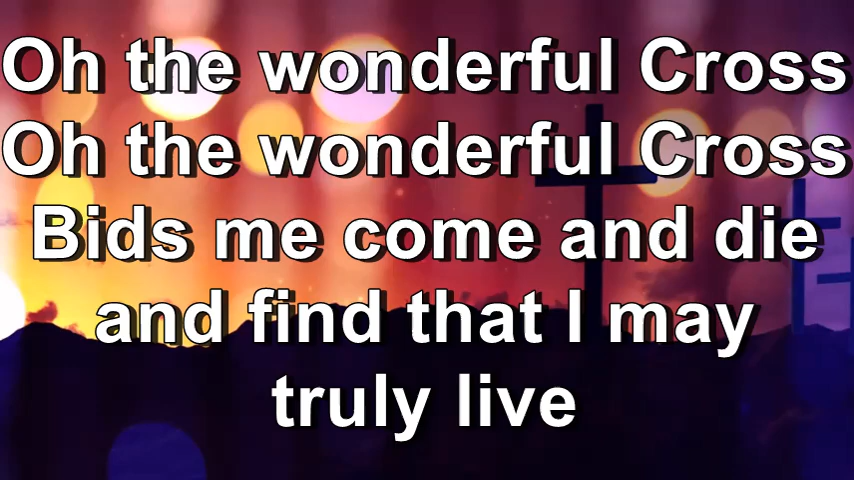 Oh the wonderful Cross
Oh the wonderful Cross
Bids me come and die
and find that I may
truly live